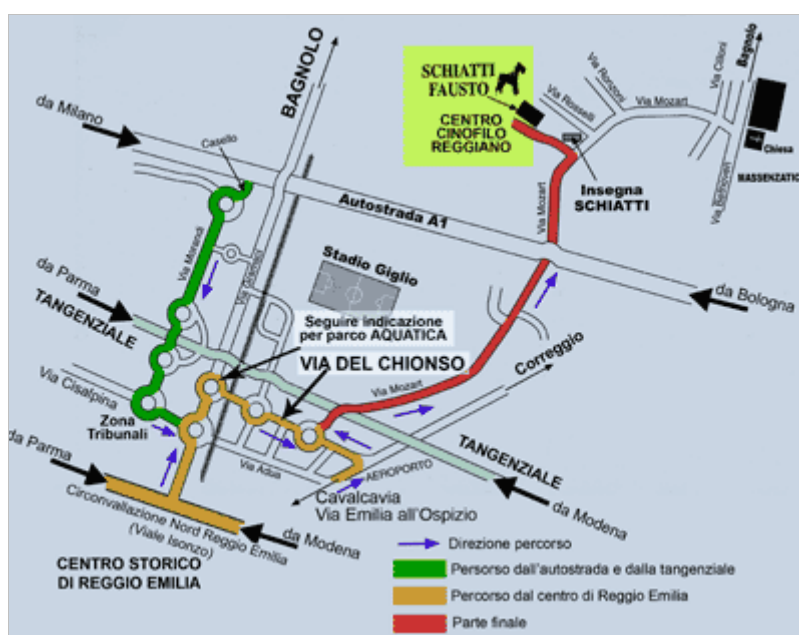 BAGNOLO
SCHIATTI
FAUSTO
CENTRO
CINOFILO
REGGIANO
Via Rosselli
Via Ronzoni
Via Mozart
Via Cilloni
Bagnolo
Chiesa
MASSENZATICO
Via Bethoven
Insegna
SCHIATTI
da Milano
Casello
Autostrada A1
Via Mozart
da Bologna
Via Morandi
Stadio Giglio
da Parma
TANGENZIALE
Seguire indicazione
per parco AQUATICA
VIA DEL CHIONSO
Correggio
Via Mozart
Via Cisalpina
Zona
Tribunali
Via Adua
AEROPORTO
TANGENZIALE
da Modena
da Parma
Circonvallazione Nord Reggio Emilia
(Viale Isonzo)
da Modena
Cavalcavia
Via Emilia all'Ospizio
CENTRO STORICO
DI REGGIO EMILIA
Direzione percorso
Persorso dall'autostrada e dalla tangenziale
Percorso dal centro di Reggio Emilia
Parte finale